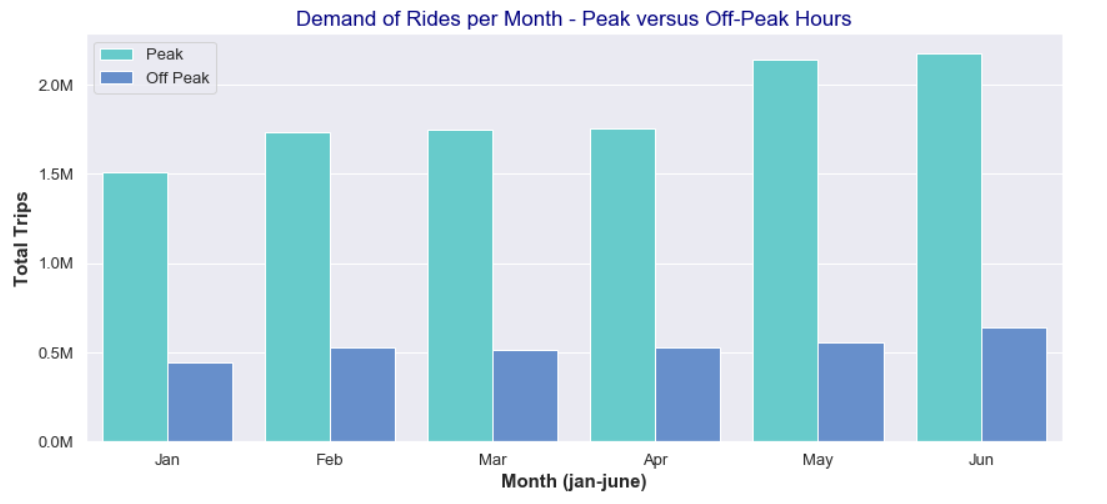 Demand of Rides per Month - Peak versus Off-Peak Hours
Peak
Off Peak
Total Trips
2.0M
1.5M
1.0M
0.5M
0.0M
Jan Feb Mar Apr May Jun
Month (jan-june)